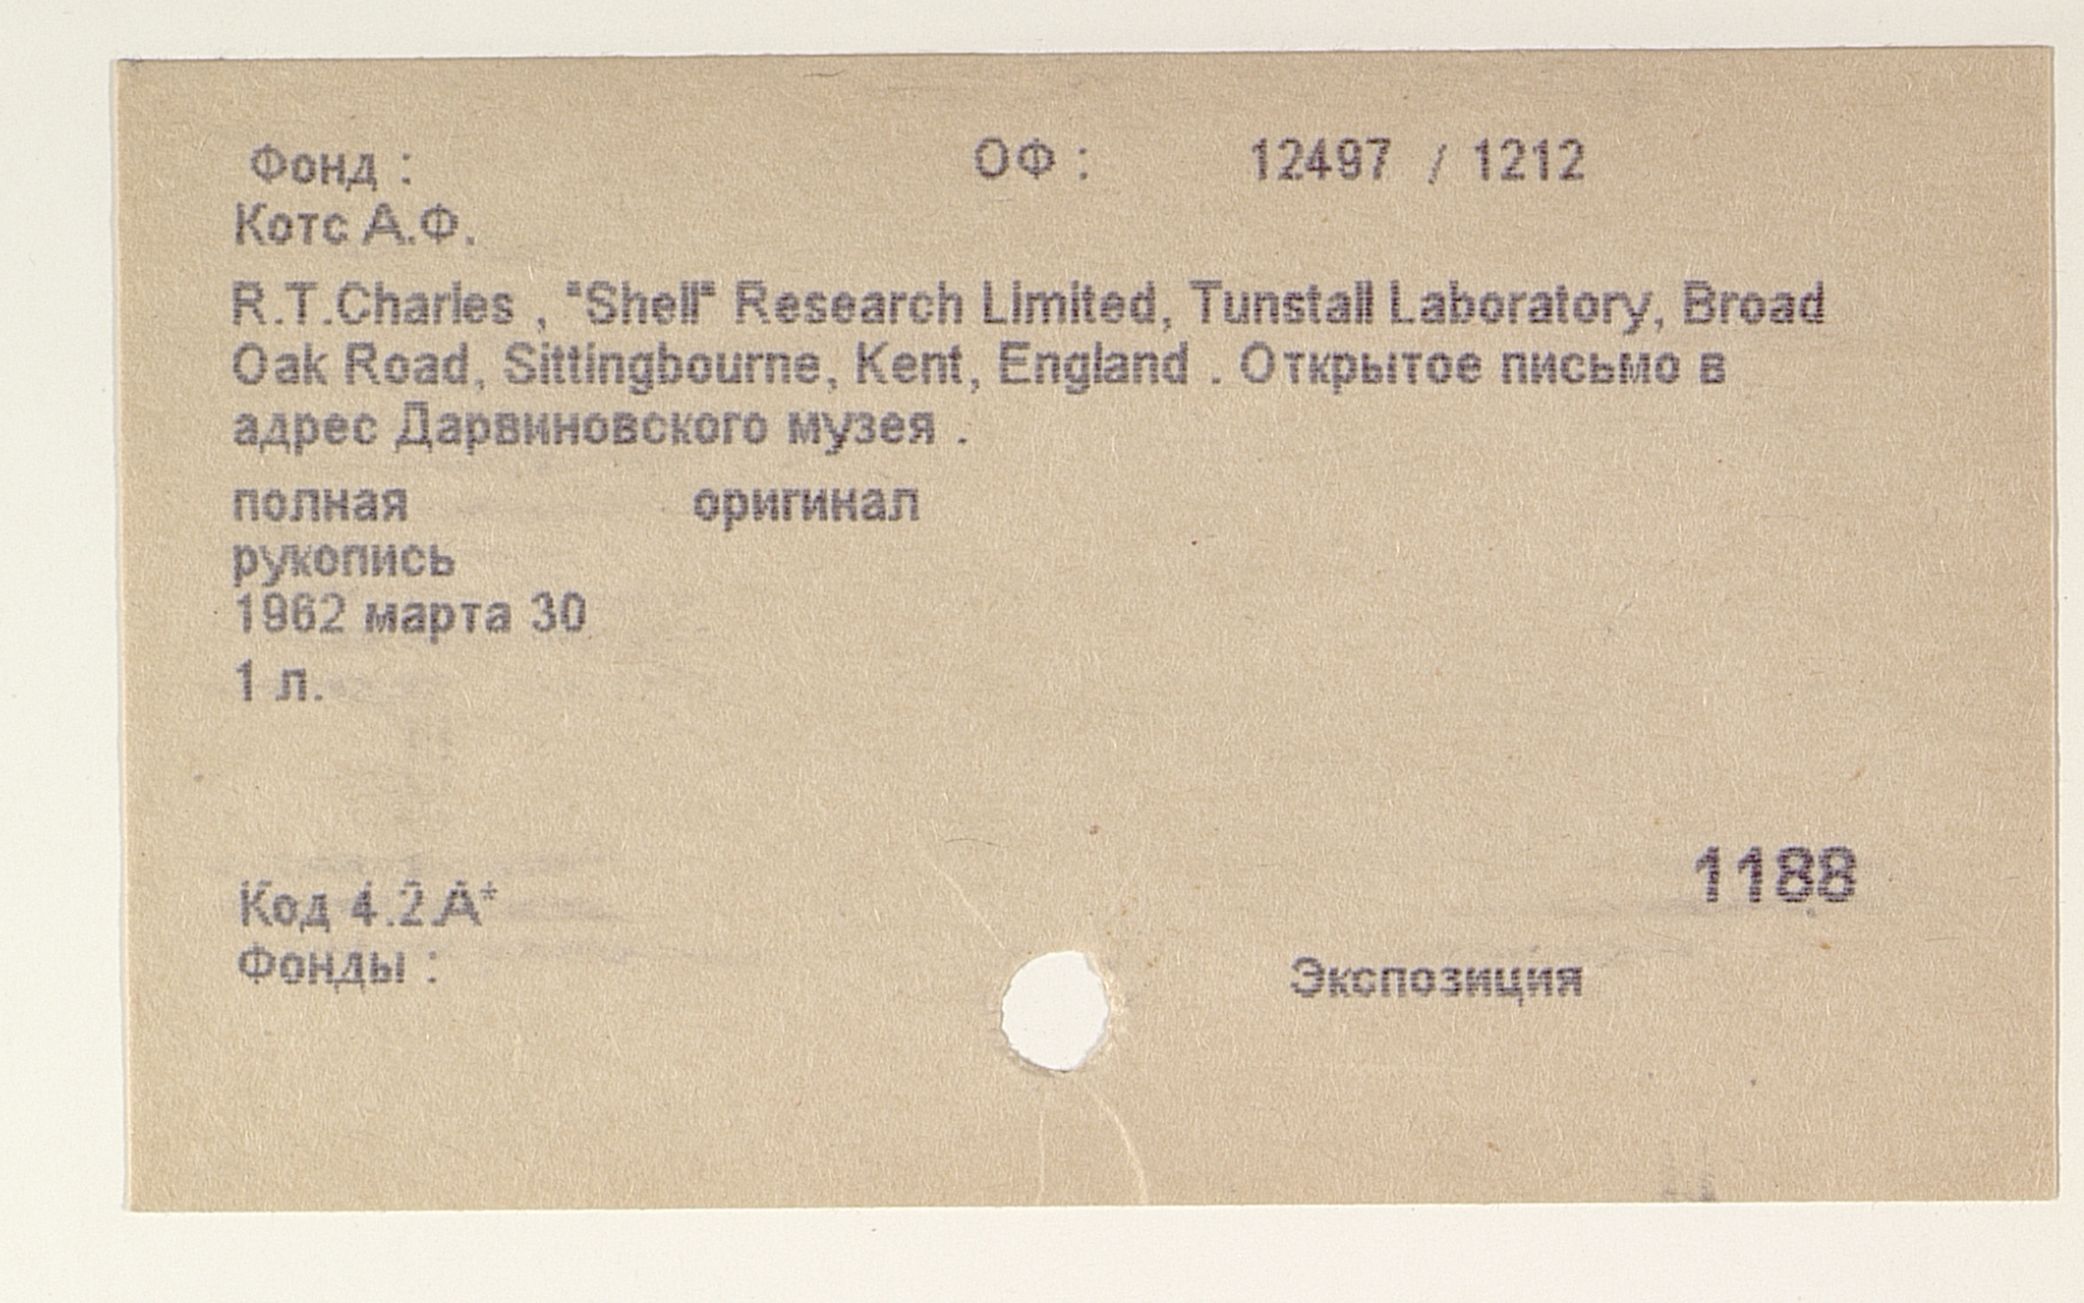 Фонд : ОФ : 12497 / 1212
Котс А.Ф.
R.T.Charles , "Shell" Research Limited, Tunstall Laboratory, Broad
Oak Road, Sittingbourne, Kent, England . Открытое письмо в
адрес Дарвиновского музея .
полная оригинал
рукопись
1962 марта 30
1 л.
1188
Код 4.2.А+
Фонды : Экспозиция